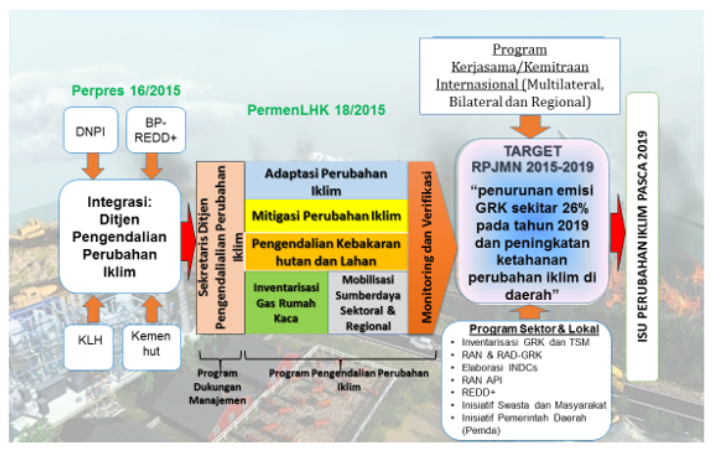 Perpres 16/2015
DNPI
BP-
REDD+
Integrasi:
Ditjen
Pengendalian
Perubahan
Iklim
KLH
Kemen
hut
PermenLHK 18/2015
Sekretaris Ditjen
Pengendalialian Perubahan
Iklim
Adaptasi Perubahan
Iklim
Mitigasi Perubahan Iklim
Pengendalian Kebakaran
hutan dan Lahan
Inventarisasi
Gas Rumah
Kaca
Mobilisasi
Sumberdaya
Sektoral &
Regional
Monitoring dan Verifikasi
Program
Dukungan
Manajemen
Program Pengendalian Perubahan
Iklim
Program
Kerjasama/Kemitraan
Internasional (Multilateral,
Bilateral dan Regional)
TARGET
RPJMN 2015-2019
“penurunan emisi
GRK sekitar 26%
pada tahun 2019
dan peningkatan
ketahanan
perubahan iklim di
daerah”
Program Sektor & Lokal
• Inventarisasi GRK dan TSM
• RAN & RAD-GRK
• Elaborasi INDCs
• RAN API
• REDD+
• Inisiatif Swasta dan Masyarakat
• Inisiatif Pemerintah Daerah
(Pemda)
ISU PERUBAHAN IKLIM PASCA 2019